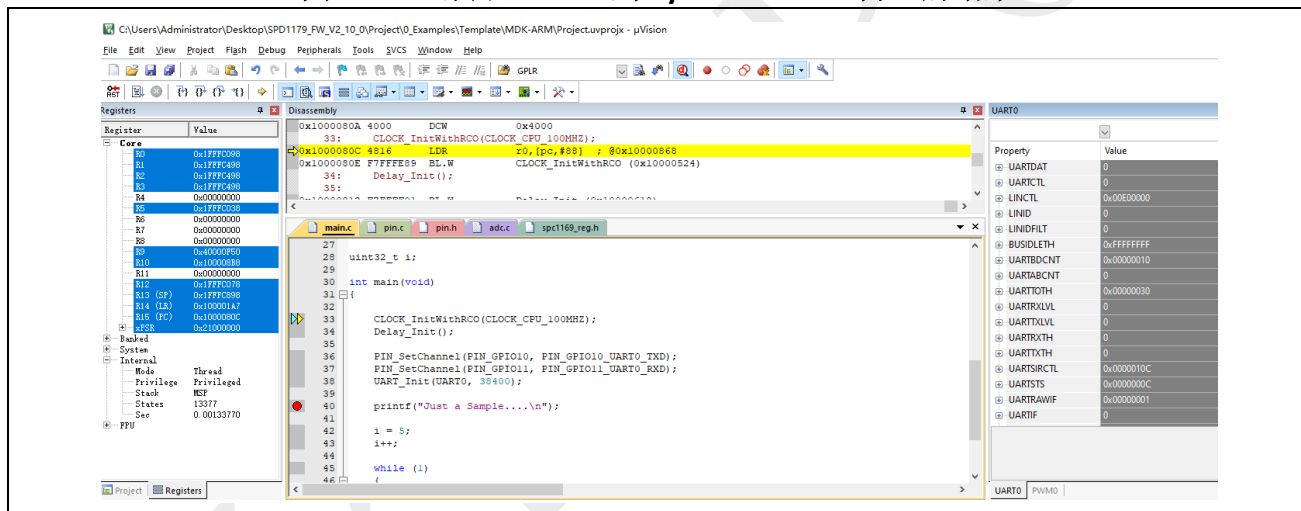 C:\Users\Administrator\Desktop\SPD1179_FW_V2_10_0\Project\0_Examples\Template\MDK-ARM\Project.uvprojx - µVision
File Edit View Project Flash Debug Peripherals Tools SVCS Window Help
GPLR
RST
Registers
Register Value
Core
R0 0x1FFFC098
R1 0x1FFFC498
R2 0x1FFFC498
R3 0x1FFFC498
R4 0x00000000
R5 0x1FFFC038
R6 0x00000000
R7 0x00000000
R8 0x00000000
R9 0x40000F50
R10 0x100008B8
R11 0x00000000
R12 0x1FFFC078
R13 (SP) 0x1FFFC898
R14 (LR) 0x100001A7
R15 (PC) 0x1000080C
xPSR 0x21000000
Banked
System
Internal
Mode Thread
Privilege Privileged
Stack MSP
States 13377
Sec 0.00133770
FPU
Project Registers
Disassembly
0x1000080A 4000 DCW 0x4000
33: CLOCK_InitWithRCO(CLOCK_CPU_100MHZ);
0x1000080C 4816 LDR r0,[pc,#88] ; @0x10000868
0x1000080E F7FFFE89 BL.W CLOCK_InitWithRCO (0x10000524)
34: Delay_Init();
35:
main.c pin.c pin.h adc.c spc1169_reg.h
27
28 uint32_t i;
29
30 int main(void)
31 {
32
33 CLOCK_InitWithRCO(CLOCK_CPU_100MHZ);
34 Delay_Init();
35
36 PIN_SetChannel(PIN_GPIO10, PIN_GPIO10_UART0_TXD);
37 PIN_SetChannel(PIN_GPIO11, PIN_GPIO11_UART0_RXD);
38 UART_Init(UART0, 38400);
39
40 printf("Just a Sample....\n");
41
42 i = 5;
43 i++;
44
45 while (1)
46 {
UART0
Property Value
UARTDAT 0
UARTCTL 0
LINCTL 0x00E00000
LINID 0
LINIDFILT 0
BUSIDLETH 0xFFFFFFFF
UARTBDCNT 0x00000010
UARTABCNT 0
UARTTOTH 0x00000030
UARTRXLVL 0
UARTTXLVL 0
UARTRXTH 0
UARTTXTH 0
UARTSIRCTL 0x0000010C
UARTSTS 0x0000000C
UARTRAWIF 0x00000001
UARTIF 0
UART0 PWM0